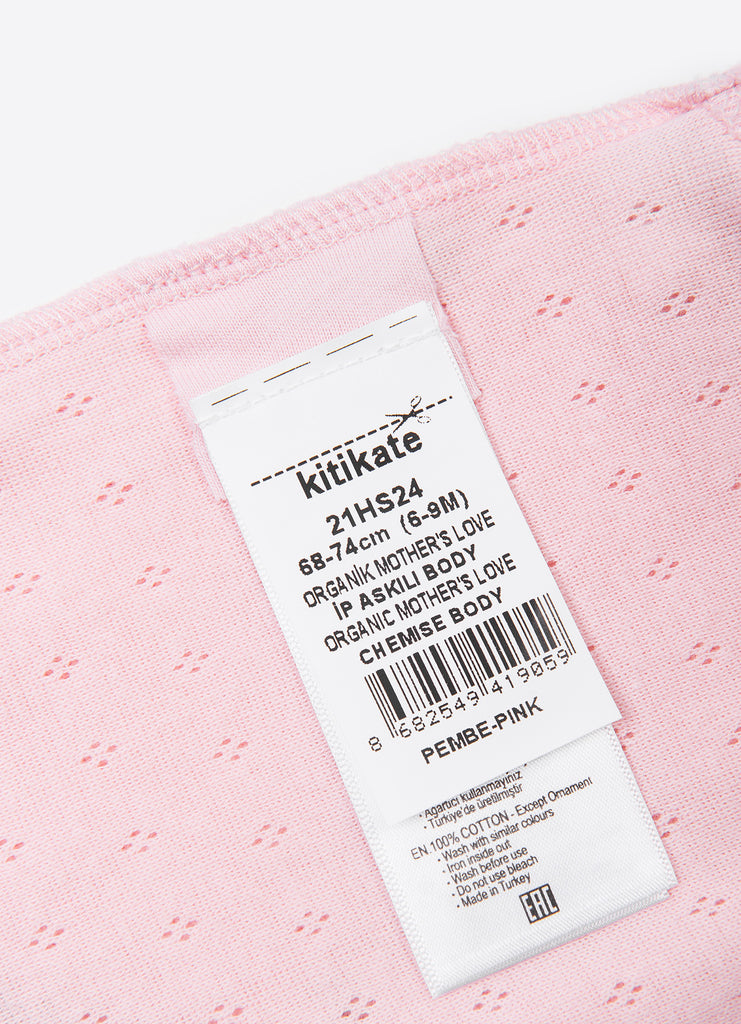 kitikate
21HS24
68-74cm (6-9M)
ORGANİK MOTHER'S LOVE
İP ASKILI BODY
ORGANIC MOTHER'S LOVE
CHEMISE BODY
8 682549 419059
PEMBE-PINK
• Ağartıcı kullanmayınız
• Türkiye'de üretilmiştir
EN 100% COTTON - Except Ornament
• Wash with similar colours
• Iron inside out
• Wash before use
• Do not use bleach
• Made in Turkey
EAC